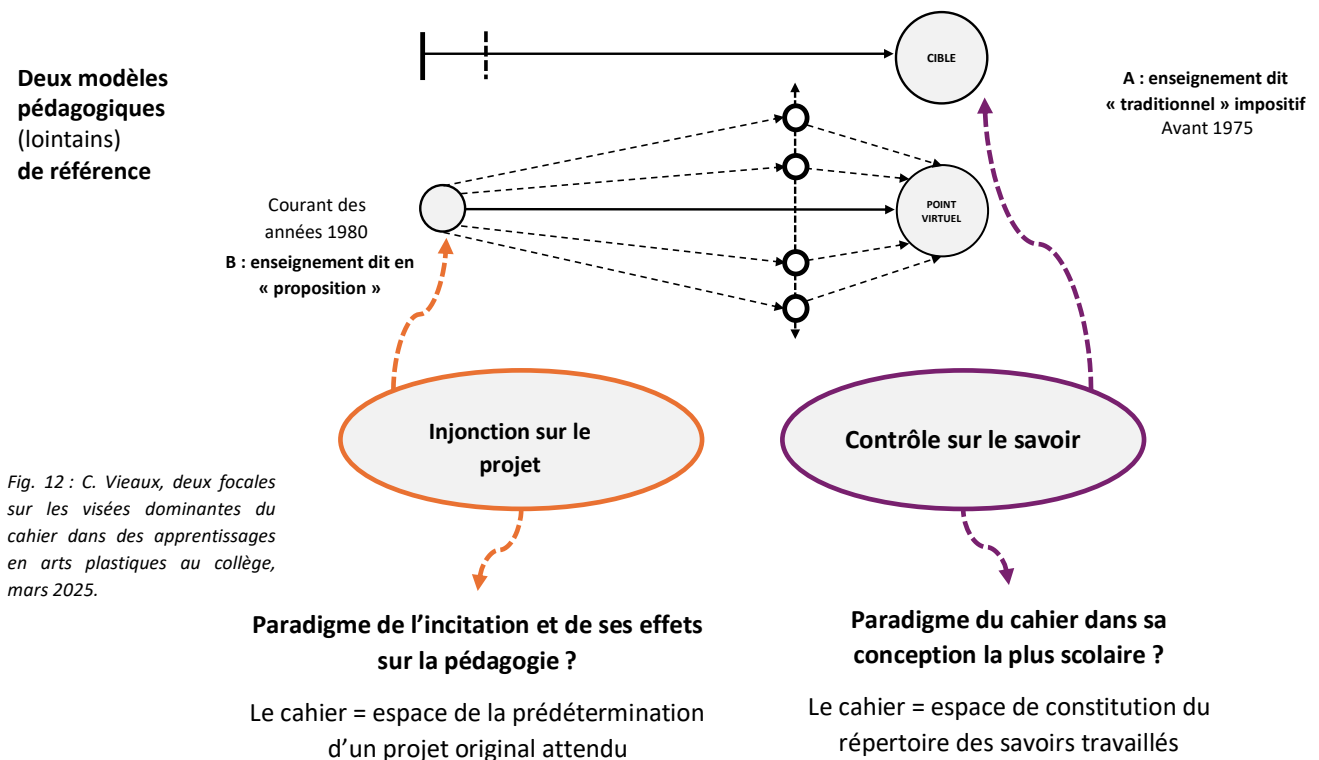 Deux modèles
pédagogiques
(lointains)
de référence
CIBLE
A : enseignement dit
« traditionnel » impositif
Avant 1975
Courant des
années 1980
B : enseignement dit en
« proposition »
POINT
VIRTUEL
Injonction sur le
projet
Contrôle sur le savoir
Fig. 12 : C. Vieaux, deux focales
sur les visées dominantes du
cahier dans des apprentissages
en arts plastiques au collège,
mars 2025.
Paradigme de l’incitation et de ses effets
sur la pédagogie ?
Le cahier = espace de la prédétermination
d’un projet original attendu
Paradigme du cahier dans sa
conception la plus scolaire ?
Le cahier = espace de constitution du
répertoire des savoirs travaillés